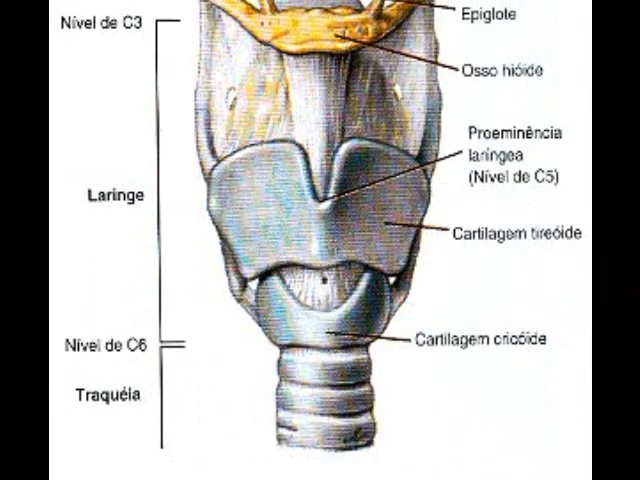 Nível de C3
Epiglote
Osso hióide
Proeminência
laríngea
(Nível de C5)
Laringe
Cartilagem tireóide
Cartilagem cricóide
Nível de C6
Traquéia